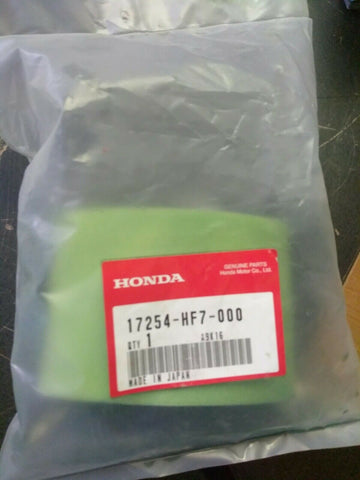 GENUINE PARTS
Honda Motor Co., Ltd.
HONDA
17254-HF7-000
QTY 1 A9K16
MADE IN JAPAN